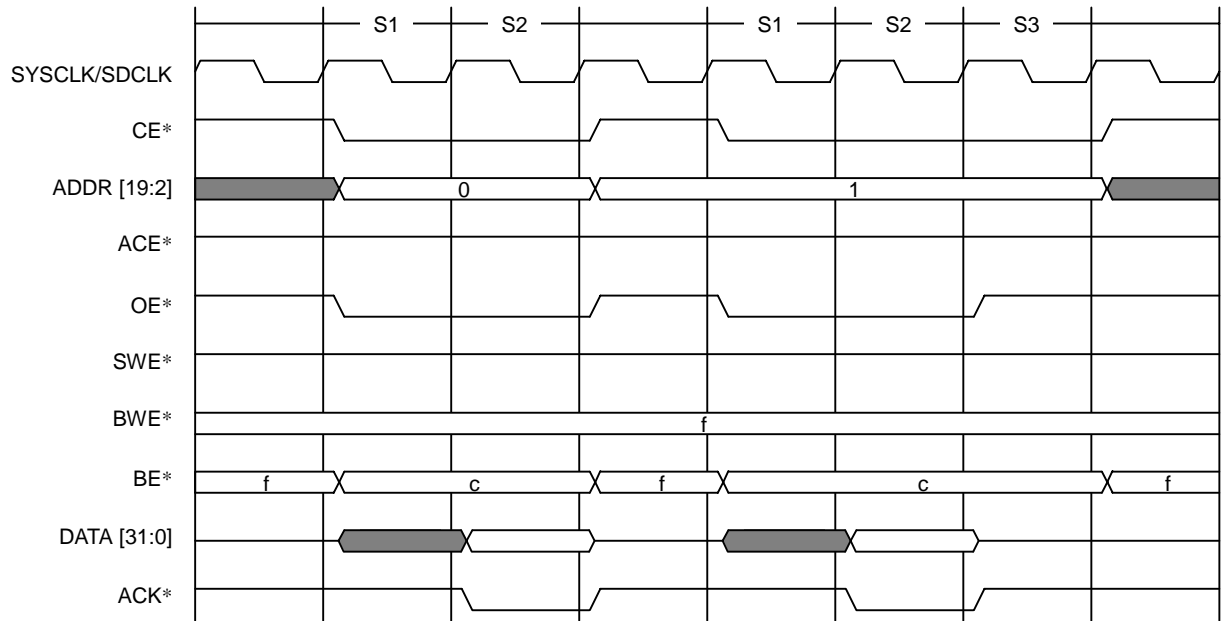 S1 S2 S1 S2 S3
SYSCLK/SDCLK
CE*
ADDR [19:2] 0 1
ACE*
OE*
SWE*
BWE* f
BE* f c f c f
DATA [31:0]
ACK*